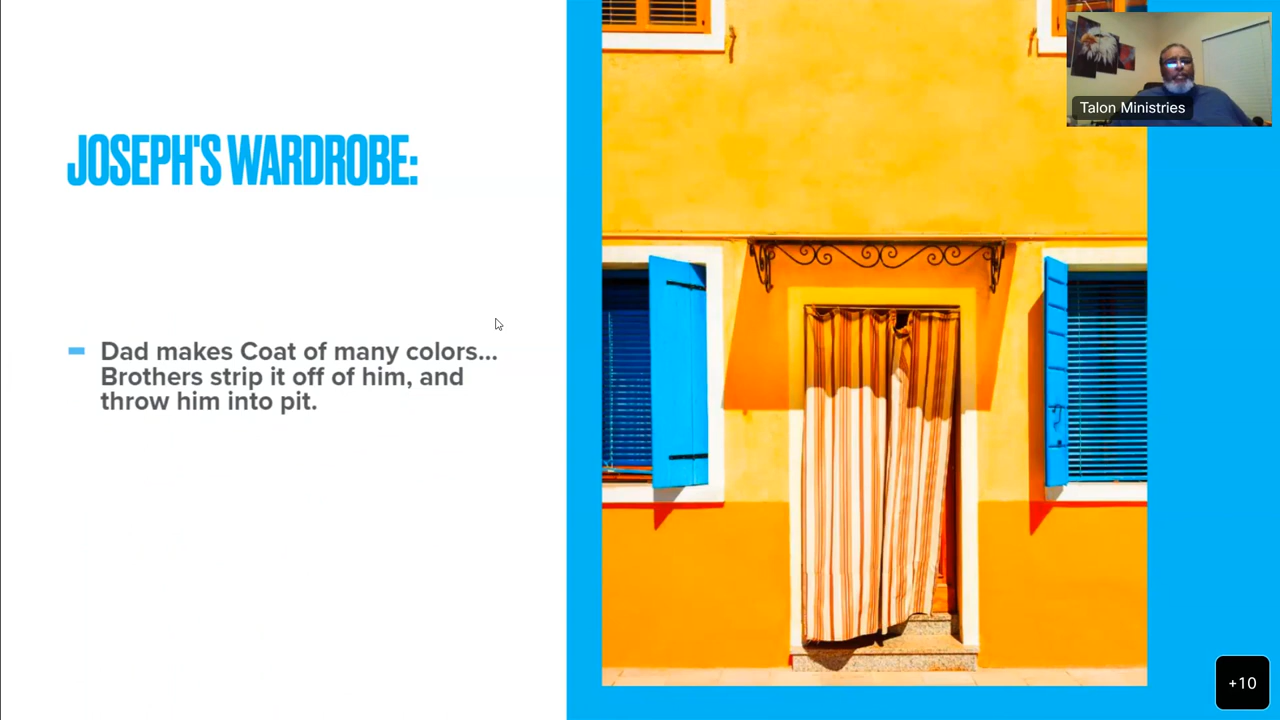 JOSEPH'S WARDROBE:
Dad makes Coat of many colors...
Brothers strip it off of him, and
throw him into pit.
Talon Ministries
+10